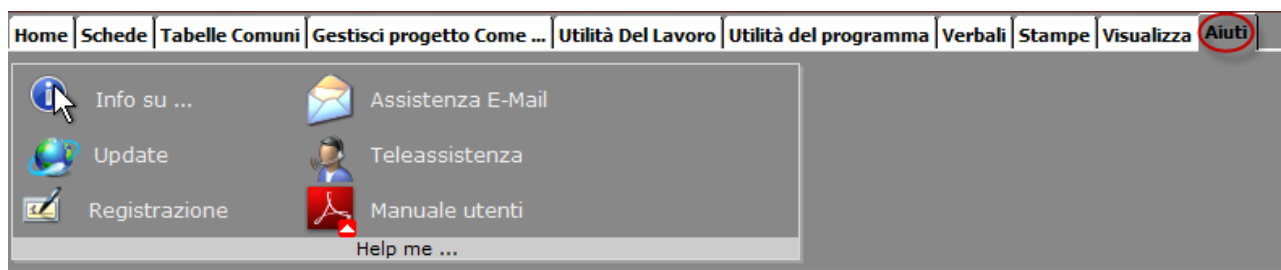 Home Schede Tabelle Comuni Gestisci progetto Come ... Utilità Del Lavoro Utilità del programma Verbali Stampe Visualizza Aiuti
Info su ... Assistenza E-Mail
Update Teleassistenza
Registrazione Manuale utenti
Help me ...